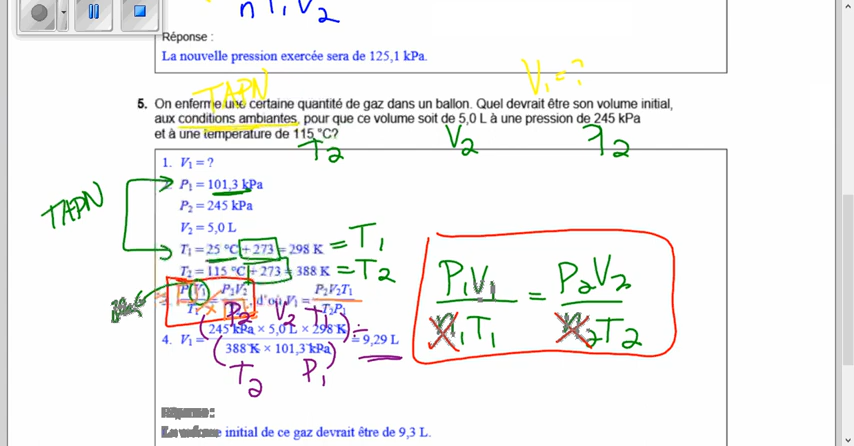 n T₁ V₂
Réponse :
La nouvelle pression exercée sera de 125,1 kPa.
TAPN
V₁ = ?
5. On enferme une certaine quantité de gaz dans un ballon. Quel devrait être son volume initial,
aux conditions ambiantes, pour que ce volume soit de 5,0 L à une pression de 245 kPa
et à une température de 115 °C?
T₂ V₂ P₂
1. V₁ = ?
P₁ = 101,3 kPa
TAPN
P₂ = 245 kPa
V₂ = 5,0 L
T₁ = 25 °C + 273 = 298 K = T₁
T₂ = 115 °C + 273 = 388 K = T₂
P₁V₁ / T₁ = P₂V₂ / T₂, d'où V₁ = P₂V₂T₁ / T₂P₁
P₁V₁ / n₁T₁ = P₂V₂ / n₂T₂
P₂ V₂ T₁
4. V₁ = (245 kPa × 5,0 L × 298 K) ÷ (388 K × 101,3 kPa) = 9,29 L
T₂ P₁
Réponse :
initial de ce gaz devrait être de 9,3 L.